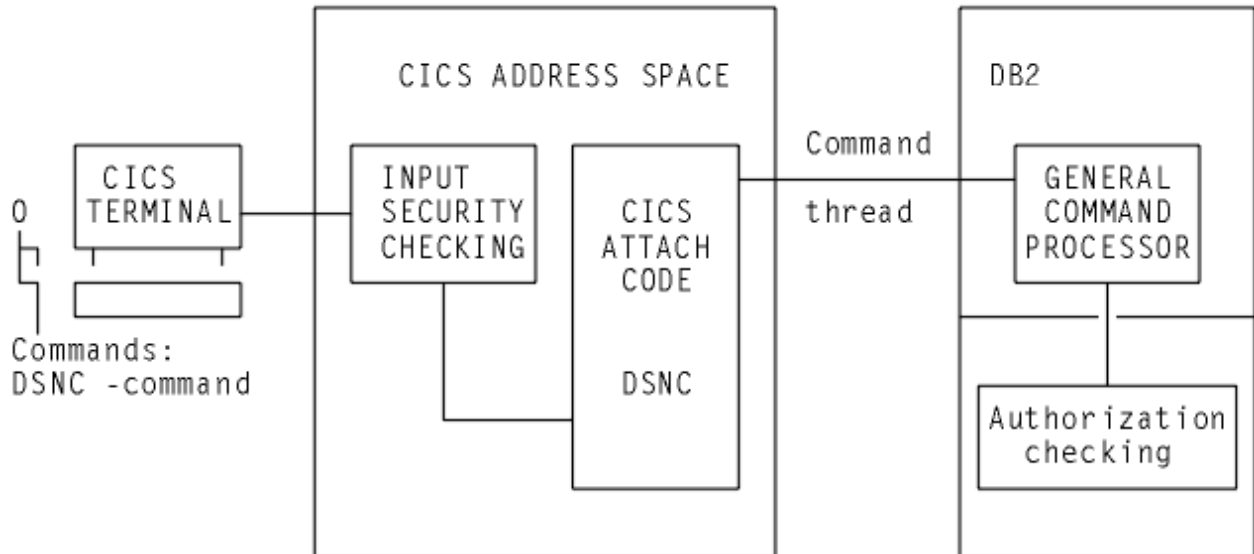 CICS ADDRESS SPACE
DB2
CICS
TERMINAL
INPUT
SECURITY
CHECKING
CICS
ATTACH
CODE
DSNC
Command
thread
GENERAL
COMMAND
PROCESSOR
Commands:
DSNC -command
Authorization
checking